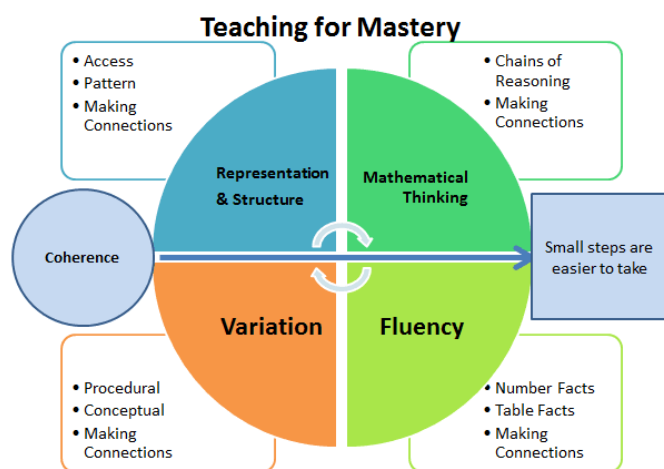 Teaching for Mastery
• Access
• Pattern
• Making
Connections
• Chains of
Reasoning
• Making
Connections
Representation
& Structure
Mathematical
Thinking
Coherence
Small steps are
easier to take
Variation
Fluency
• Procedural
• Conceptual
• Making
Connections
• Number Facts
• Table Facts
• Making
Connections